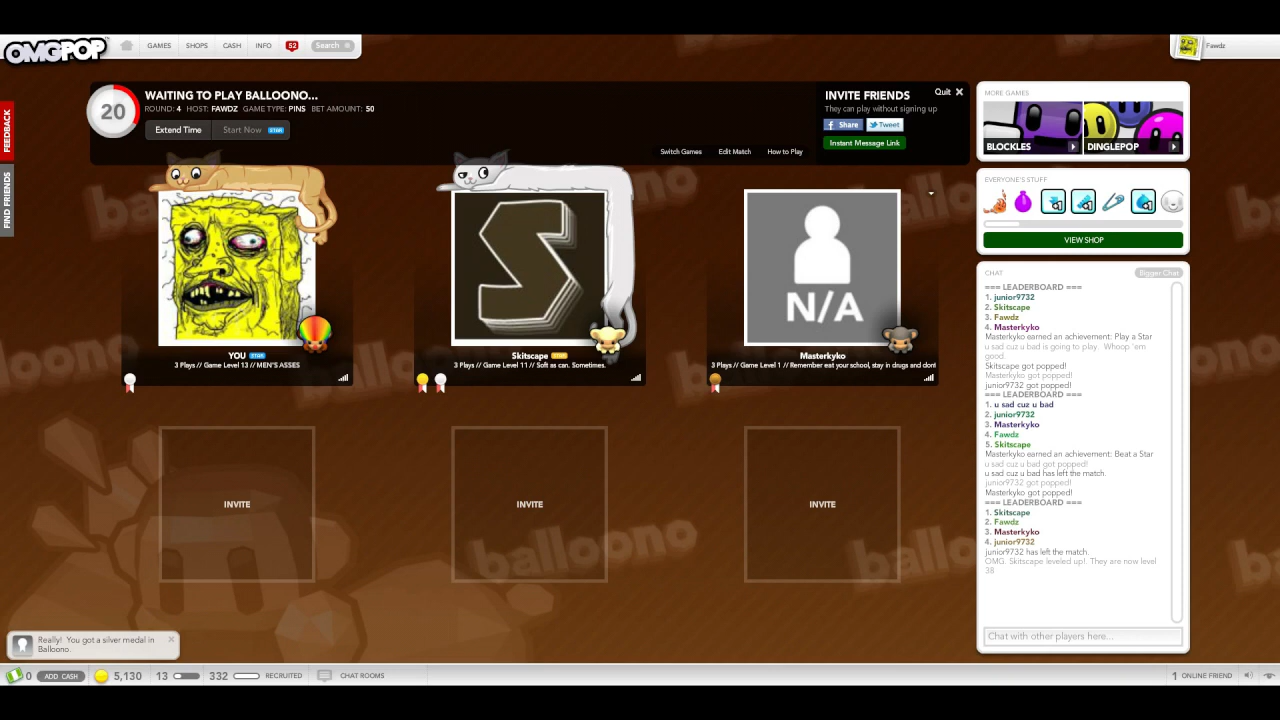 OMGPOP
GAMES
SHOPS
CASH
INFO
52
Search
Fawdz
FEEDBACK
FIND FRIENDS
20
WAITING TO PLAY BALLOONO...
ROUND: 4 HOST: FAWDZ GAME TYPE: PINS BET AMOUNT: 50
Extend Time
Start Now STAR
Switch Games
Edit Match
How to Play
INVITE FRIENDS
Quit
They can play without signing up
Share
Tweet
Instant Message Link
YOU STAR
3 Plays // Game Level 13 // MEN'S ASSES
S
Skitscape STAR
3 Plays // Game Level 11 // Soft as can. Sometimes.
N/A
Masterkyko
3 Plays // Game Level 1 // Remember eat your school, stay in drugs and dont
INVITE
INVITE
INVITE
balloono
balloono
MORE GAMES
BLOCKLES
DINGLEPOP
EVERYONE'S STUFF
VIEW SHOP
CHAT
Bigger Chat
=== LEADERBOARD ===
1. junior9732
2. Skitscape
3. Fawdz
4. Masterkyko
Masterkyko earned an achievement: Play a Star
u sad cuz u bad is going to play. Whoop 'em
good.
Skitscape got popped!
Masterkyko got popped!
junior9732 got popped!
=== LEADERBOARD ===
1. u sad cuz u bad
2. junior9732
3. Masterkyko
4. Fawdz
5. Skitscape
Masterkyko earned an achievement: Beat a Star
u sad cuz u bad got popped!
u sad cuz u bad has left the match.
junior9732 got popped!
Masterkyko got popped!
=== LEADERBOARD ===
1. Skitscape
2. Fawdz
3. Masterkyko
4. junior9732
junior9732 has left the match.
OMG. Skitscape leveled up!. They are now level
38
Chat with other players here...
Really! You got a silver medal in
Balloono.
0
ADD CASH
5,130
13
332
RECRUITED
CHAT ROOMS
1 ONLINE FRIEND